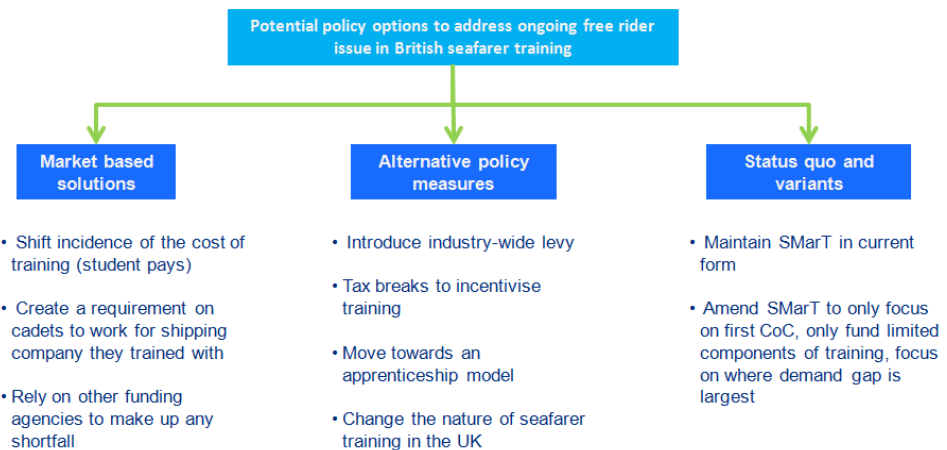 Potential policy options to address ongoing free rider
issue in British seafarer training
Market based
solutions
• Shift incidence of the cost of
training (student pays)
• Create a requirement on
cadets to work for shipping
company they trained with
• Rely on other funding
agencies to make up any
shortfall
Alternative policy
measures
• Introduce industry-wide levy
• Tax breaks to incentivise
training
• Move towards an
apprenticeship model
• Change the nature of seafarer
training in the UK
Status quo and
variants
• Maintain SMarT in current
form
• Amend SMarT to only focus
on first CoC, only fund limited
components of training, focus
on where demand gap is
largest